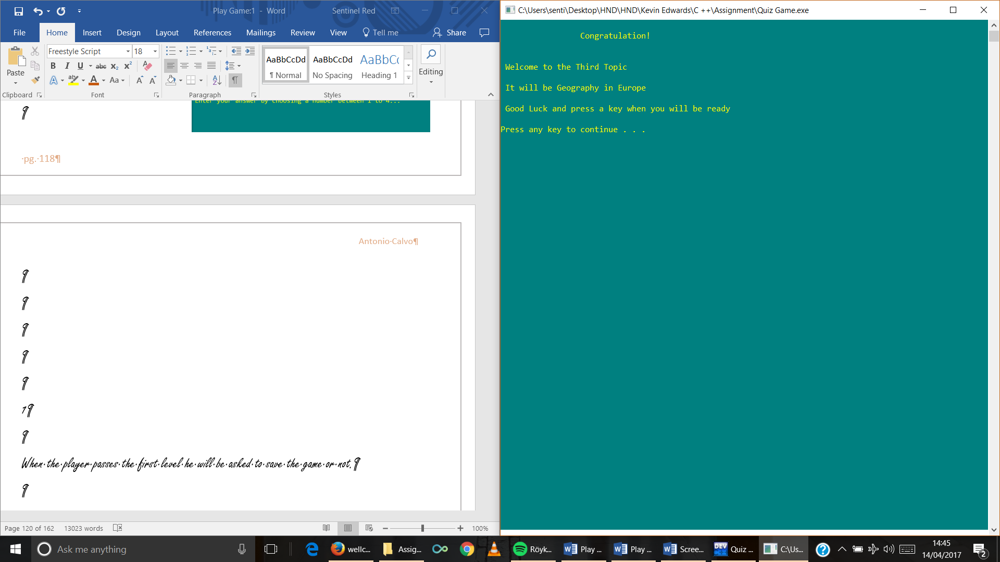 Play Game:1 - Word
Sentinel Red
File
Home
Insert
Design
Layout
References
Mailings
Review
View
Tell me
Share
Paste
Clipboard
Freestyle Script
18
B I U abc x₂ x²
A ab A Aa A A
Font
Paragraph
AaBbCcDd
¶ Normal
AaBbCcDd
No Spacing
AaBbCc
Heading 1
Styles
Editing
Enter your answer by choosing a number between 1 to 4...
¶
·pg.·118¶
Antonio·Calvo¶
¶
¶
¶
¶
¶
1¶
¶
When·the·player·passes·the·first·level·he·will·be·asked·to·save·the·game·or·not.¶
¶
Page 120 of 162
13023 words
100%
C:\Users\senti\Desktop\HND\HND\Kevin Edwards\C ++\Assignment\Quiz Game.exe
Congratulation!
Welcome to the Third Topic
It will be Geography in Europe
Good Luck and press a key when you will be ready
Press any key to continue . . .
Ask me anything
wellc...
Assig...
Röyk...
Play ...
Play ...
Scree...
DEV
Quiz ...
C:\Us...
14:45
14/04/2017
2